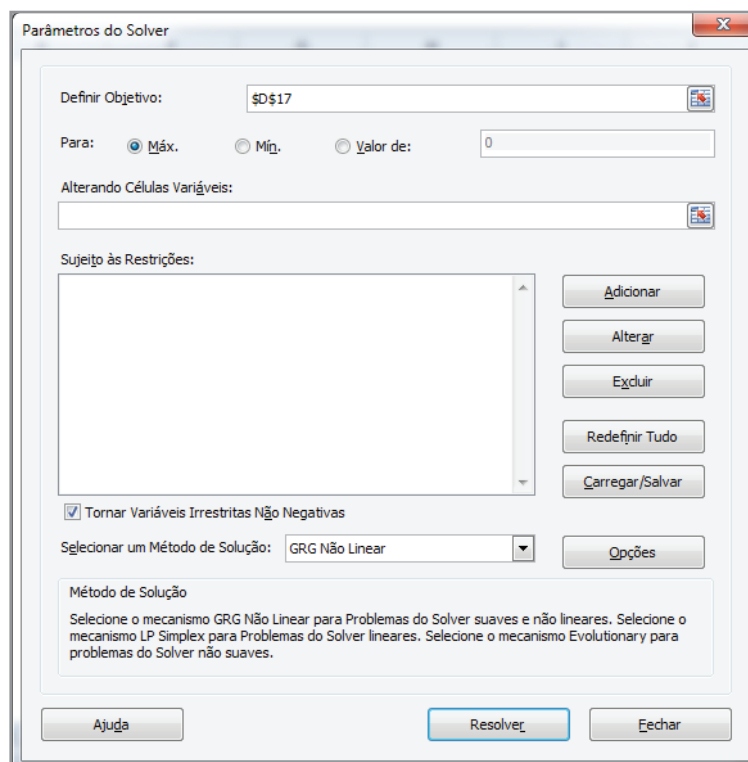 Parâmetros do Solver
Definir Objetivo: $D$17
Para: Máx. Mín. Valor de: 0
Alterando Células Variáveis:
Sujeito às Restrições:
Adicionar
Alterar
Excluir
Redefinir Tudo
Carregar/Salvar
Tornar Variáveis Irrestritas Não Negativas
Selecionar um Método de Solução: GRG Não Linear
Opções
Método de Solução
Selecione o mecanismo GRG Não Linear para Problemas do Solver suaves e não lineares. Selecione o
mecanismo LP Simplex para Problemas do Solver lineares. Selecione o mecanismo Evolutionary para
problemas do Solver não suaves.
Ajuda Resolver Fechar